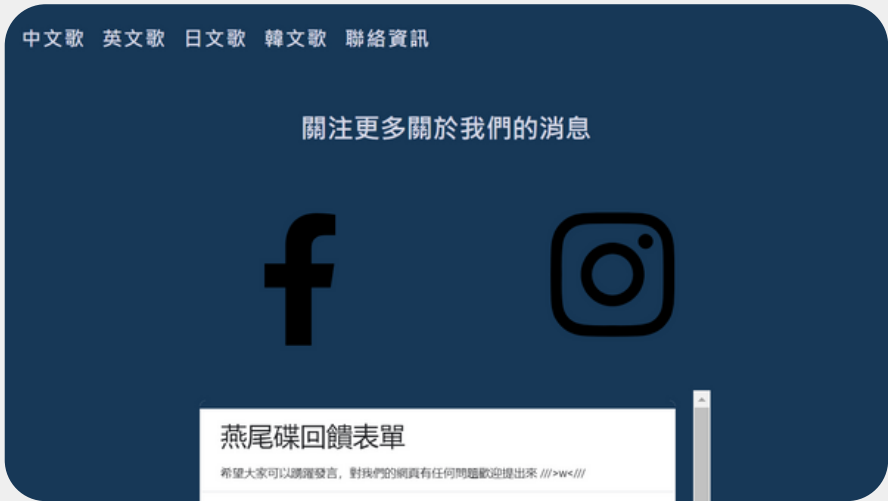 中文歌 英文歌 日文歌 韓文歌 聯絡資訊
關注更多關於我們的消息
燕尾碟回饋表單
希望大家可以踴躍發言，對我們的網頁有任何問題歡迎提出來 ///>w<///